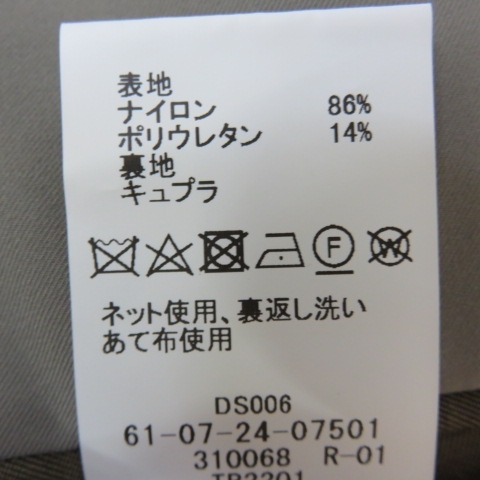 表地
ナイロン 86%
ポリウレタン 14%
裏地
キュプラ
F W
ネット使用、裏返し洗い
あて布使用
DS006
61-07-24-07501
310068 R-01